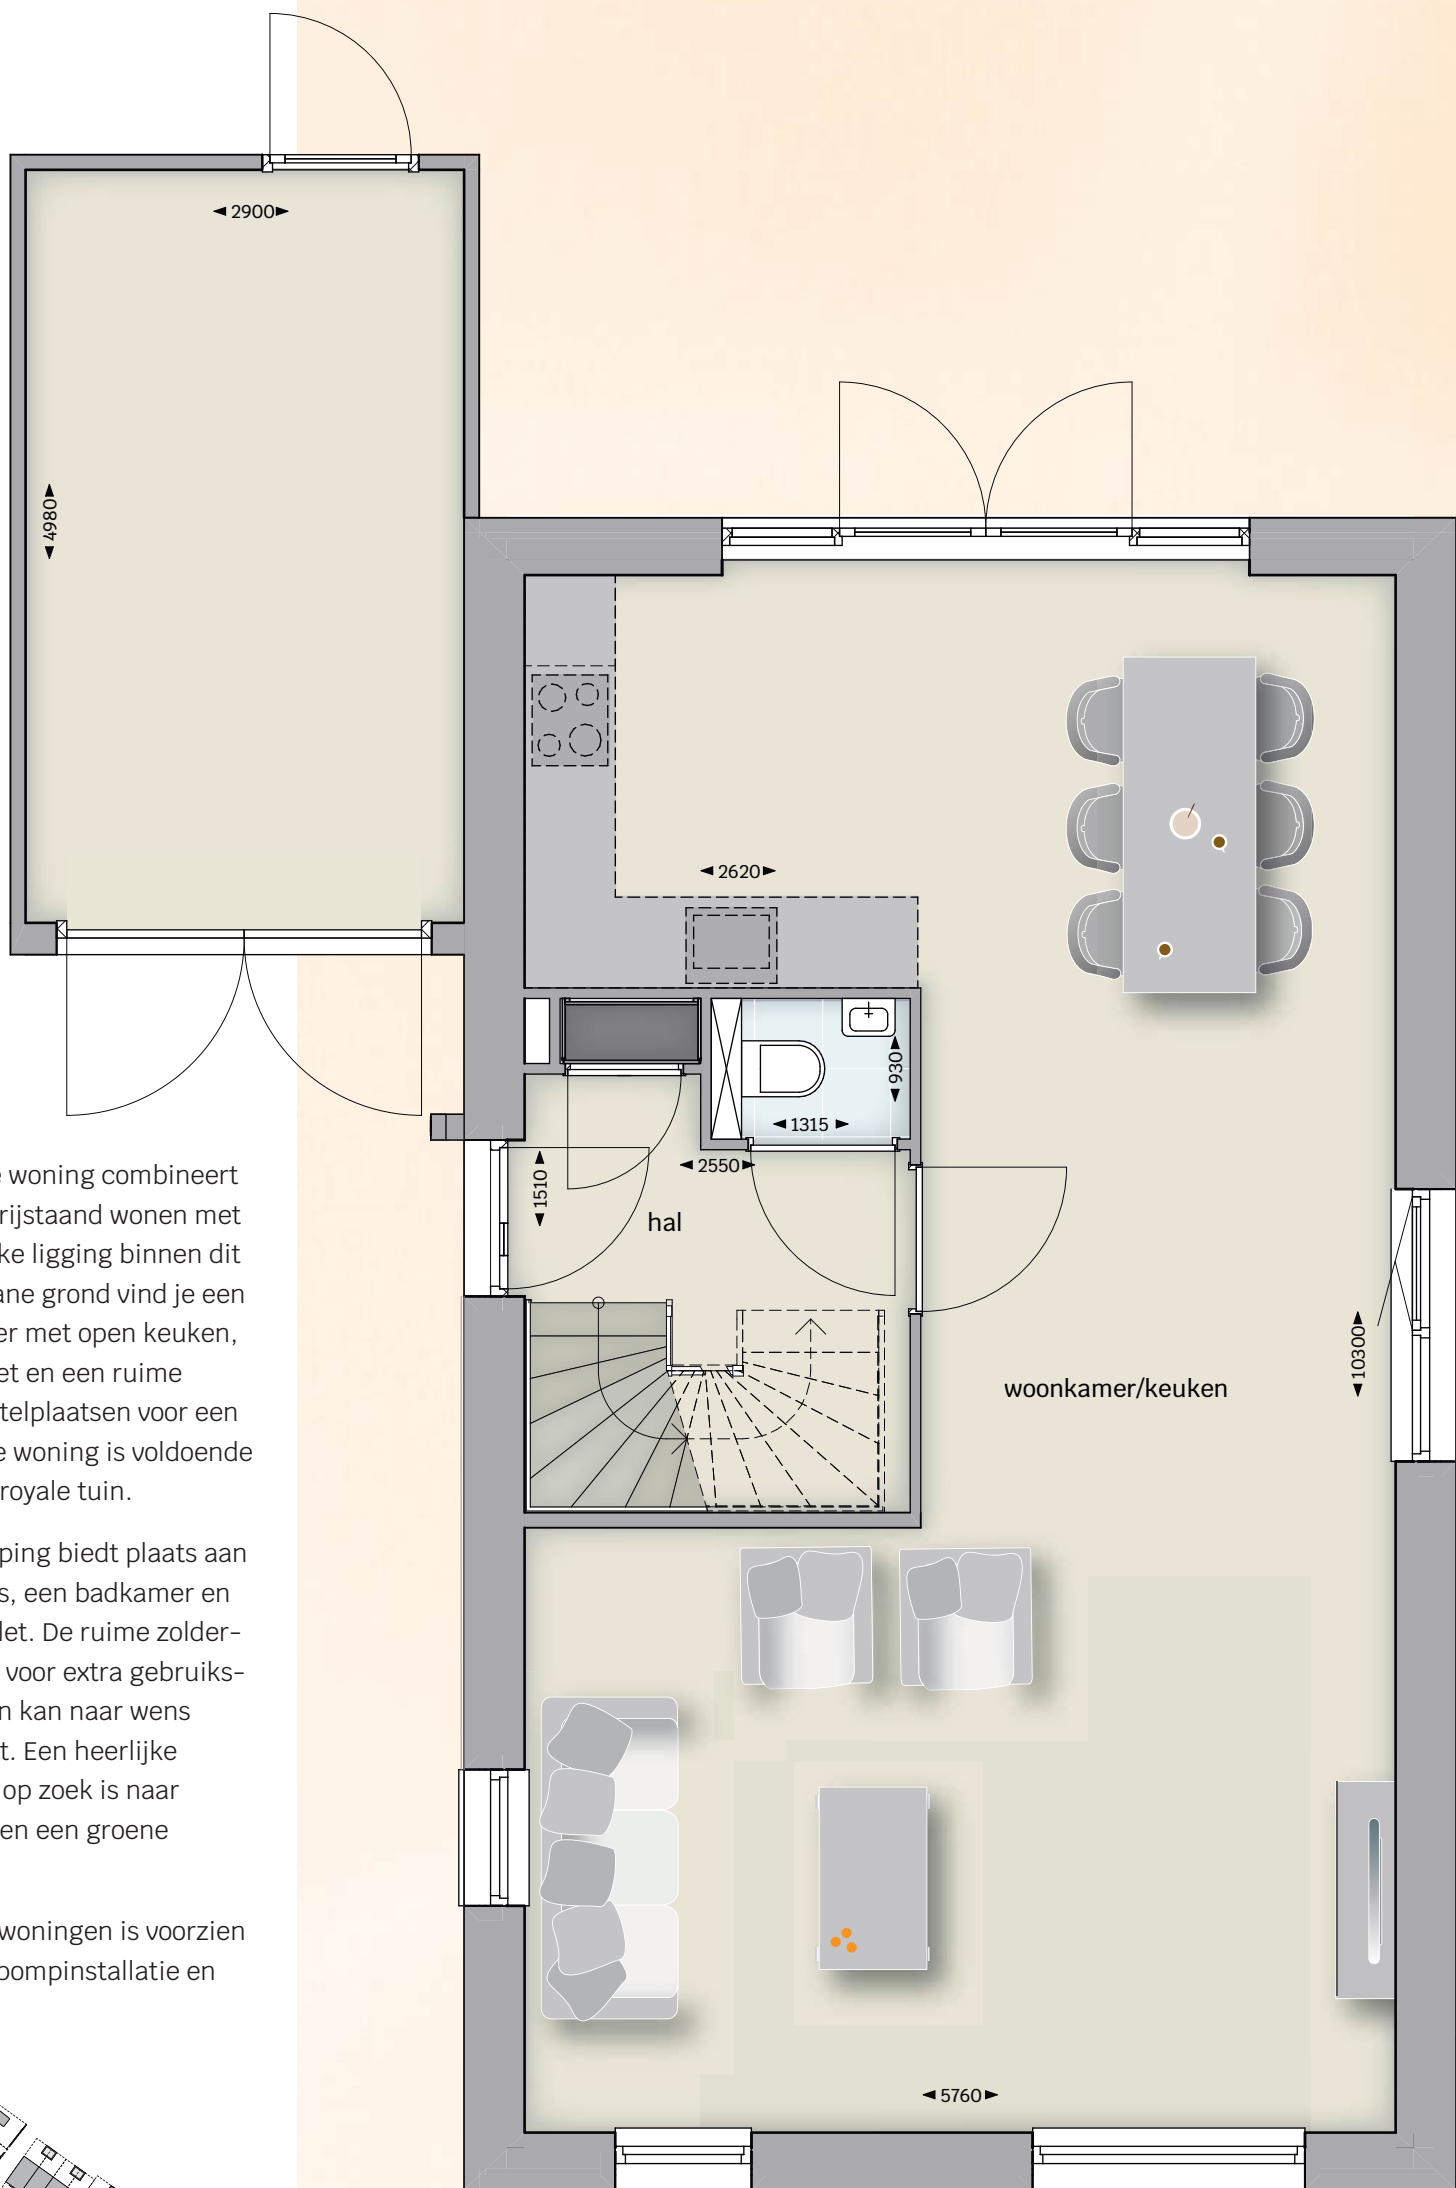 2900
4980
2620
930
1315
2550
1510
hal
10300
woonkamer/keuken
5760
woning combineert
rijstaand wonen met
ke ligging binnen dit
ane grond vind je een
er met open keuken,
et en een ruime
telplaatsen voor een
e woning is voldoende
royale tuin.
ping biedt plaats aan
s, een badkamer en
let. De ruime zolder-
voor extra gebruiks-
n kan naar wens
t. Een heerlijke
op zoek is naar
en een groene
woningen is voorzien
oompinstallatie en